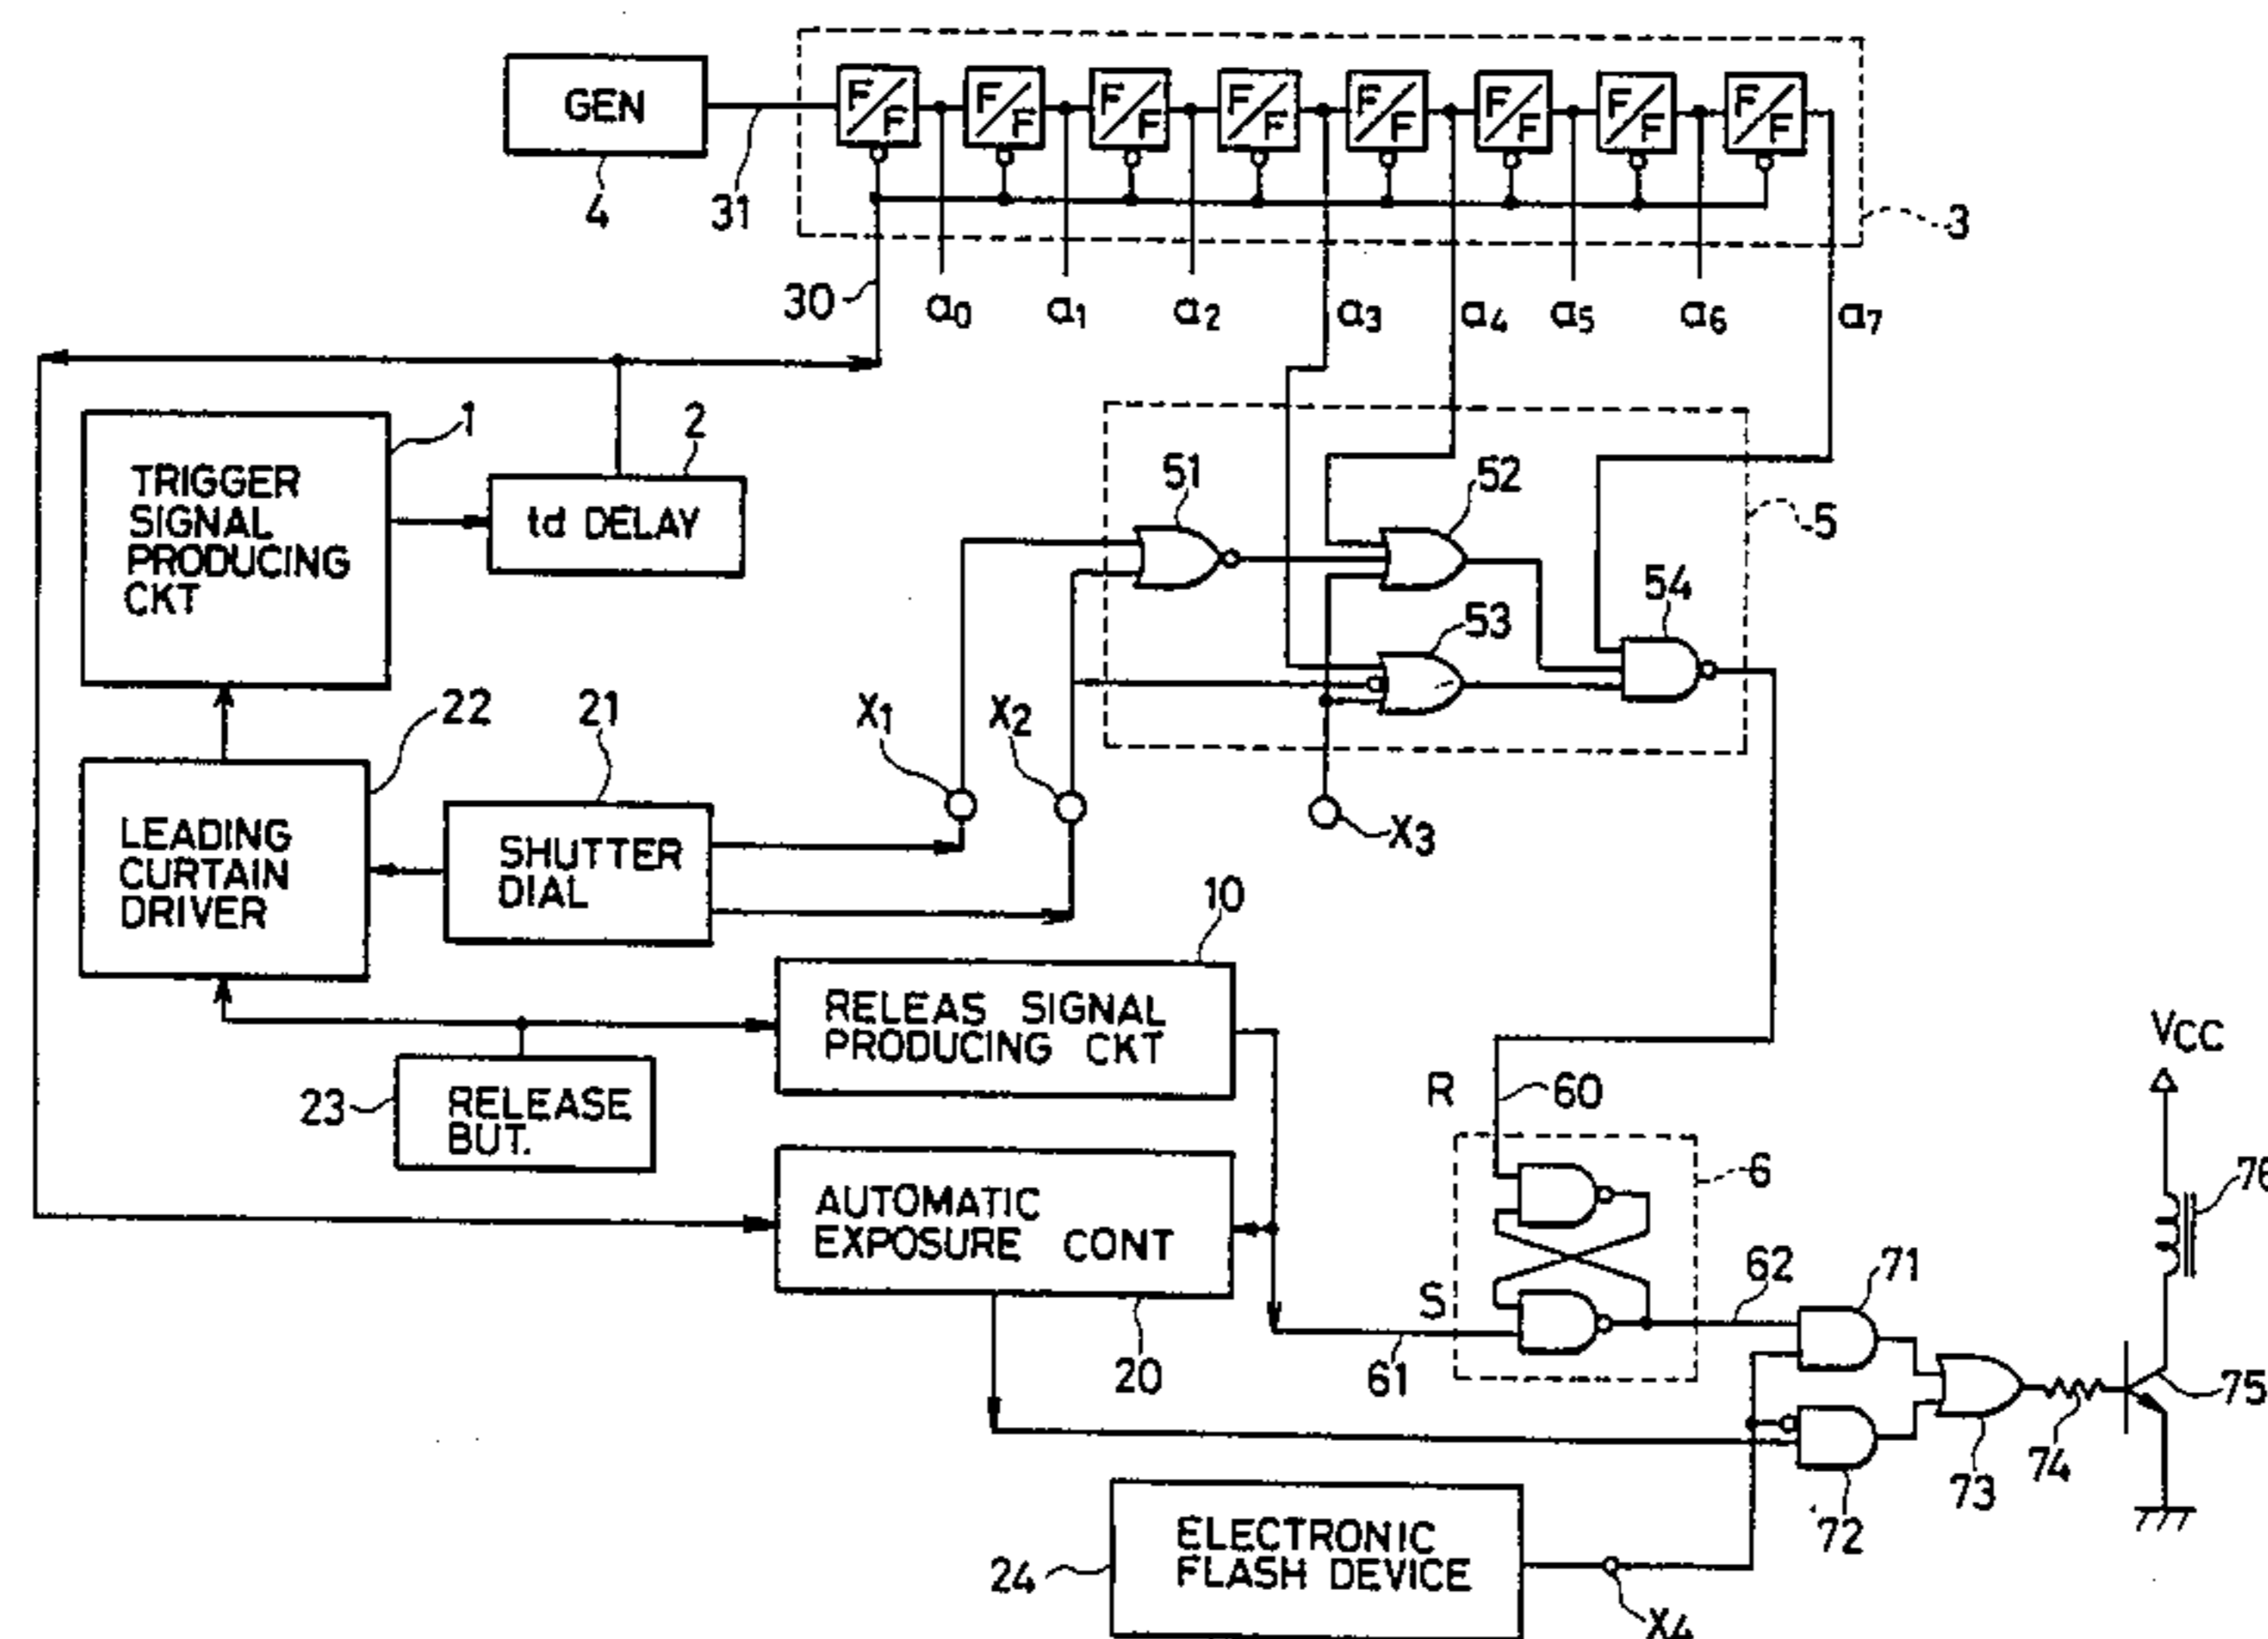 GEN
4
31
F/F F/F F/F F/F F/F F/F F/F F/F
3
30
a0 a1 a2 a3 a4 a5 a6 a7
1
TRIGGER
SIGNAL
PRODUCING
CKT
2
td DELAY
51
52
53
54
5
22
LEADING
CURTAIN
DRIVER
21
SHUTTER
DIAL
X1
X2
X3
10
RELEAS SIGNAL
PRODUCING CKT
23
RELEASE
BUT.
AUTOMATIC
EXPOSURE CONT
20
R
60
6
S
61
62
71
72
73
74
75
76
VCC
24
ELECTRONIC
FLASH DEVICE
X4